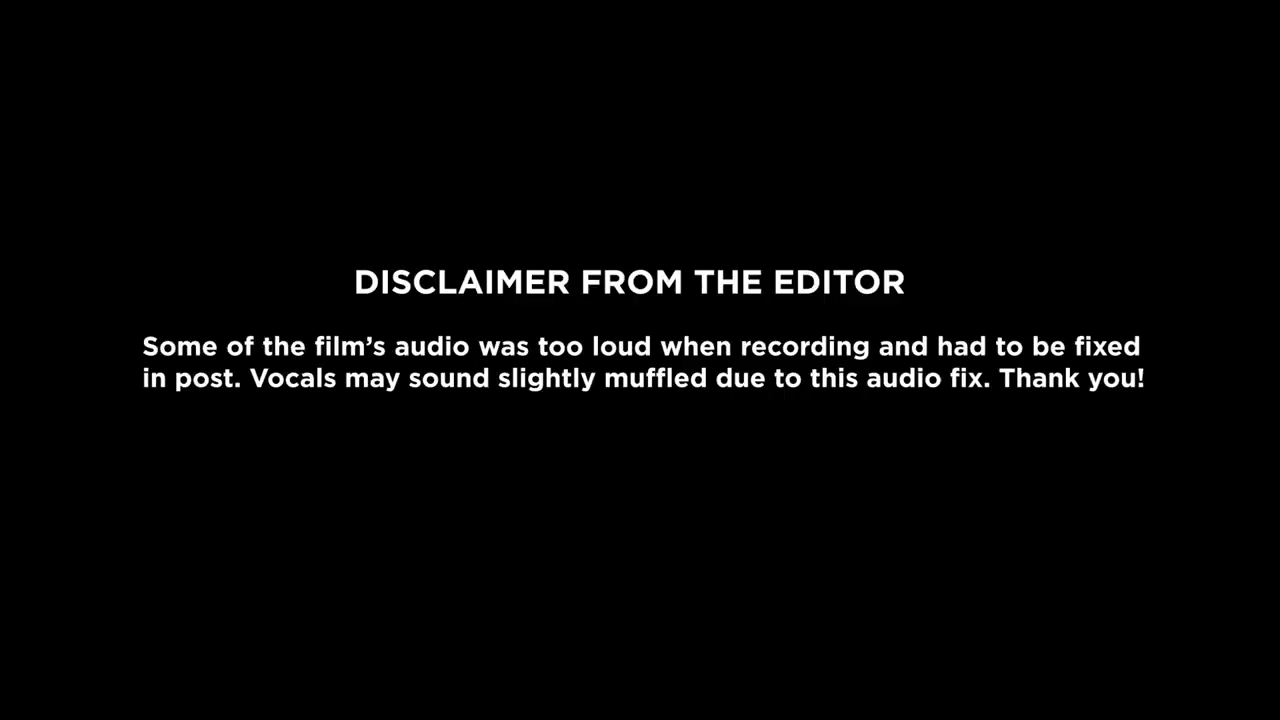 DISCLAIMER FROM THE EDITOR
Some of the film’s audio was too loud when recording and had to be fixed
in post. Vocals may sound slightly muffled due to this audio fix. Thank you!